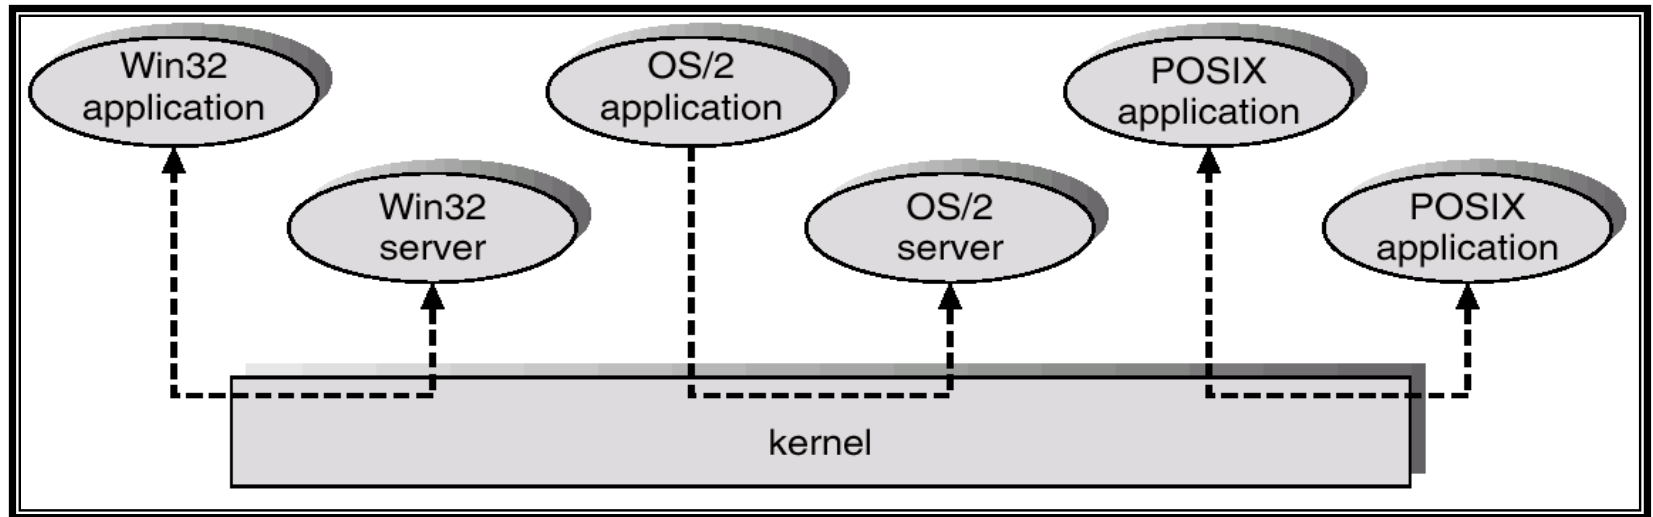 Win32
application
OS/2
application
POSIX
application
Win32
server
OS/2
server
POSIX
application
kernel